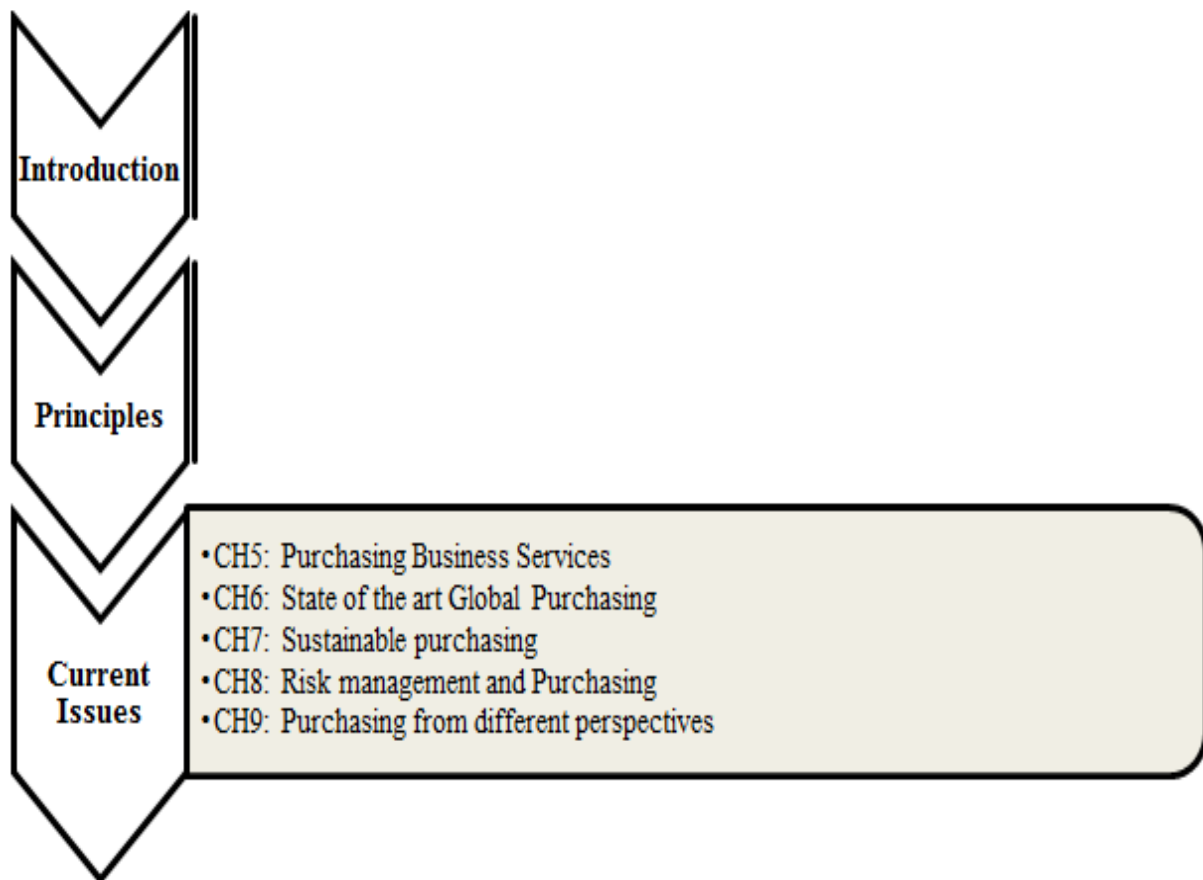 Introduction
Principles
Current
Issues
•CH5: Purchasing Business Services
•CH6: State of the art Global Purchasing
•CH7: Sustainable purchasing
•CH8: Risk management and Purchasing
•CH9: Purchasing from different perspectives